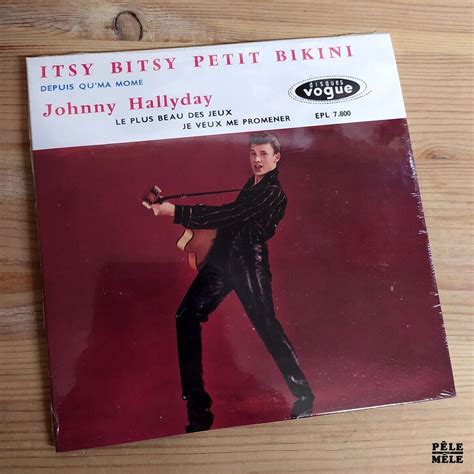 ITSY BITSY PETIT BIKINI
DEPUIS QU'MA MOME
Johnny Hallyday
LE PLUS BEAU DES JEUX
JE VEUX ME PROMENER
disques
vogue
EPL 7.800
PÊLE
MÊLE